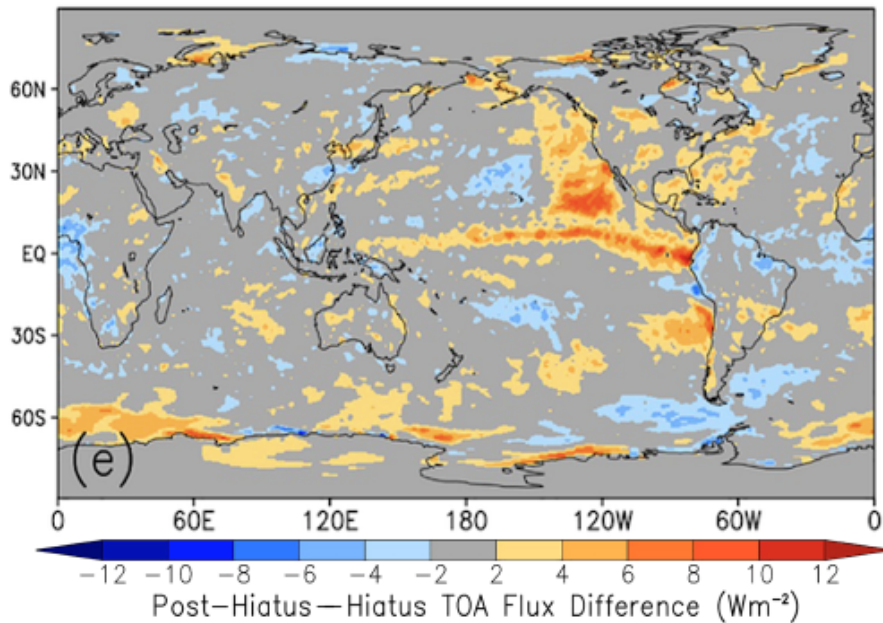 60N
30N
EQ
30S
60S
(e)
0 60E 120E 180 120W 60W 0
-12 -10 -8 -6 -4 -2 2 4 6 8 10 12
Post-Hiatus—Hiatus TOA Flux Difference (Wm⁻²)